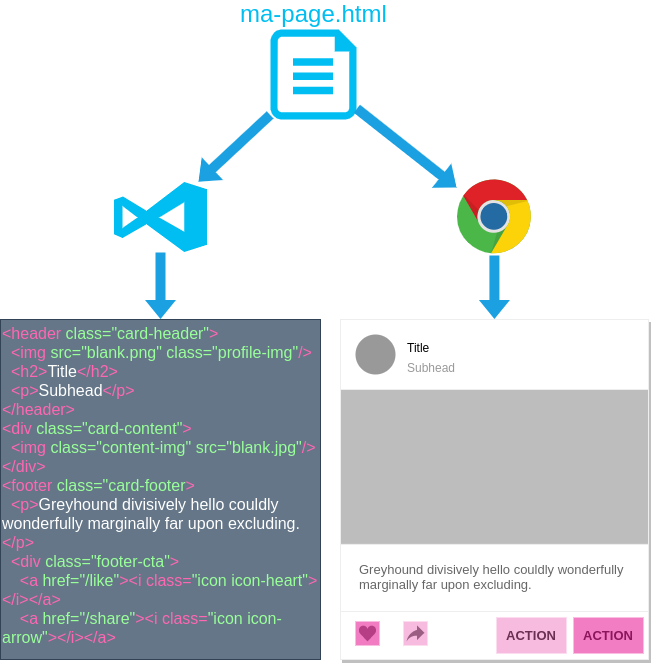 ma-page.html
<header class="card-header">
<img src="blank.png" class="profile-img"/>
<h2>Title</h2>
<p>Subhead</p>
</header>
<div class="card-content">
<img class="content-img" src="blank.jpg"/>
</div>
<footer class="card-footer>
<p>Greyhound divisively hello couldly
wonderfully marginally far upon excluding.
</p>
<div class="footer-cta">
<a href="/like"><i class="icon icon-heart">
</i></a>
<a href="/share"><i class="icon icon-
arrow"></i></a>
Title
Subhead
Greyhound divisively hello couldly wonderfully
marginally far upon excluding.
ACTION
ACTION